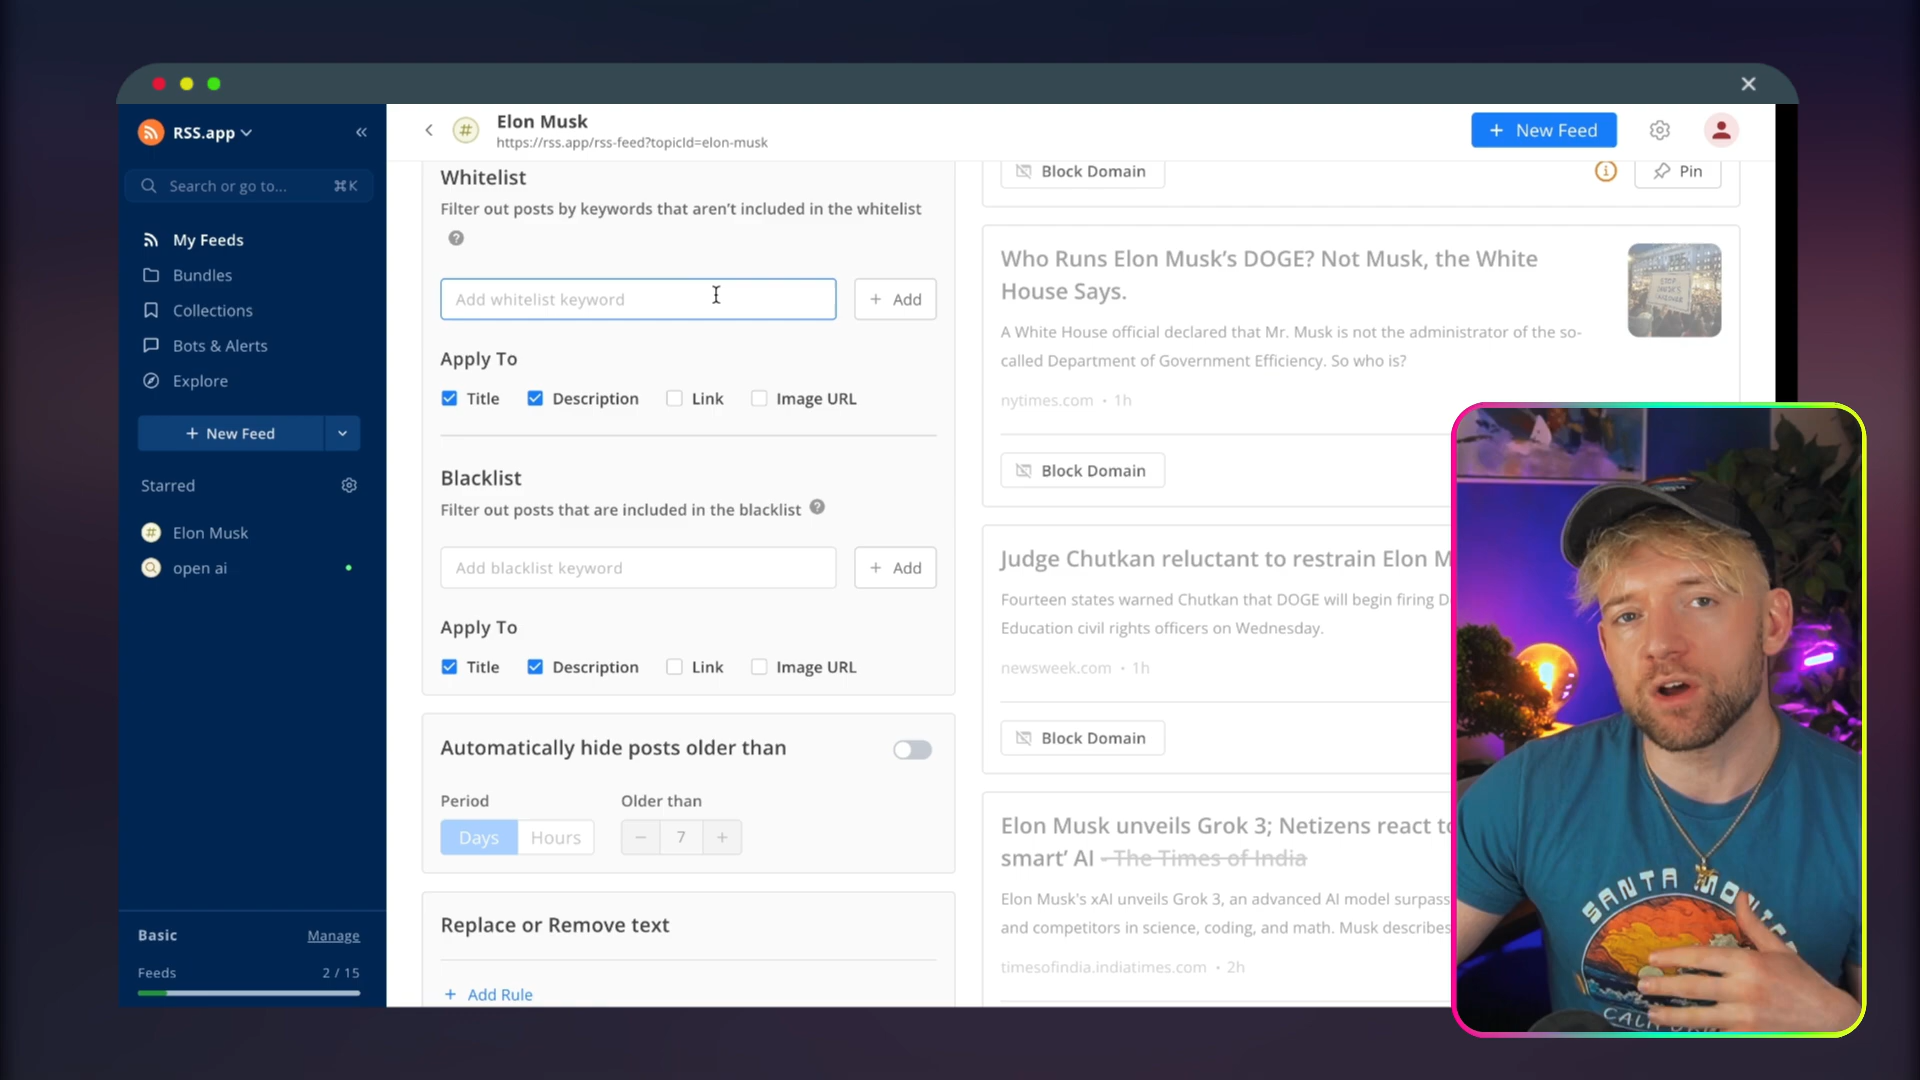 RSS.app
Search or go to... ⌘K
My Feeds
Bundles
Collections
Bots & Alerts
Explore
+ New Feed
Starred
Elon Musk
open ai
Basic Manage
Feeds 2 / 15
Elon Musk
https://rss.app/rss-feed?topicId=elon-musk
+ New Feed
Whitelist
Filter out posts by keywords that aren't included in the whitelist
Add whitelist keyword
+ Add
Apply To
Title Description Link Image URL
Blacklist
Filter out posts that are included in the blacklist
Add blacklist keyword
+ Add
Apply To
Title Description Link Image URL
Automatically hide posts older than
Period Older than
Days Hours − 7 +
Replace or Remove text
+ Add Rule
Block Domain
Pin
Who Runs Elon Musk's DOGE? Not Musk, the White
House Says.
A White House official declared that Mr. Musk is not the administrator of the so-
called Department of Government Efficiency. So who is?
nytimes.com • 1h
Block Domain
Judge Chutkan reluctant to restrain Elon M
Fourteen states warned Chutkan that DOGE will begin firing D
Education civil rights officers on Wednesday.
newsweek.com • 1h
Block Domain
Elon Musk unveils Grok 3; Netizens react to
smart' AI - The Times of India
Elon Musk's xAI unveils Grok 3, an advanced AI model surpass
and competitors in science, coding, and math. Musk describes
timesofindia.indiatimes.com • 2h
SANTA MO